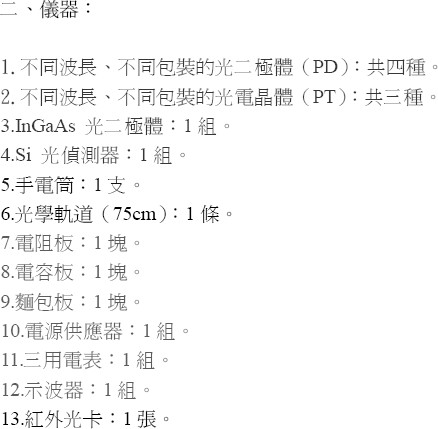 二、儀器：
1. 不同波長、不同包裝的光二極體（PD）：共四種。
2. 不同波長、不同包裝的光電晶體（PT）：共三種。
3.InGaAs 光二極體：1 組。
4.Si 光偵測器：1 組。
5.手電筒：1 支。
6.光學軌道（75cm）：1 條。
7.電阻板：1 塊。
8.電容板：1 塊。
9.麵包板：1 塊。
10.電源供應器：1 組。
11.三用電表：1 組。
12.示波器：1 組。
13.紅外光卡：1 張。